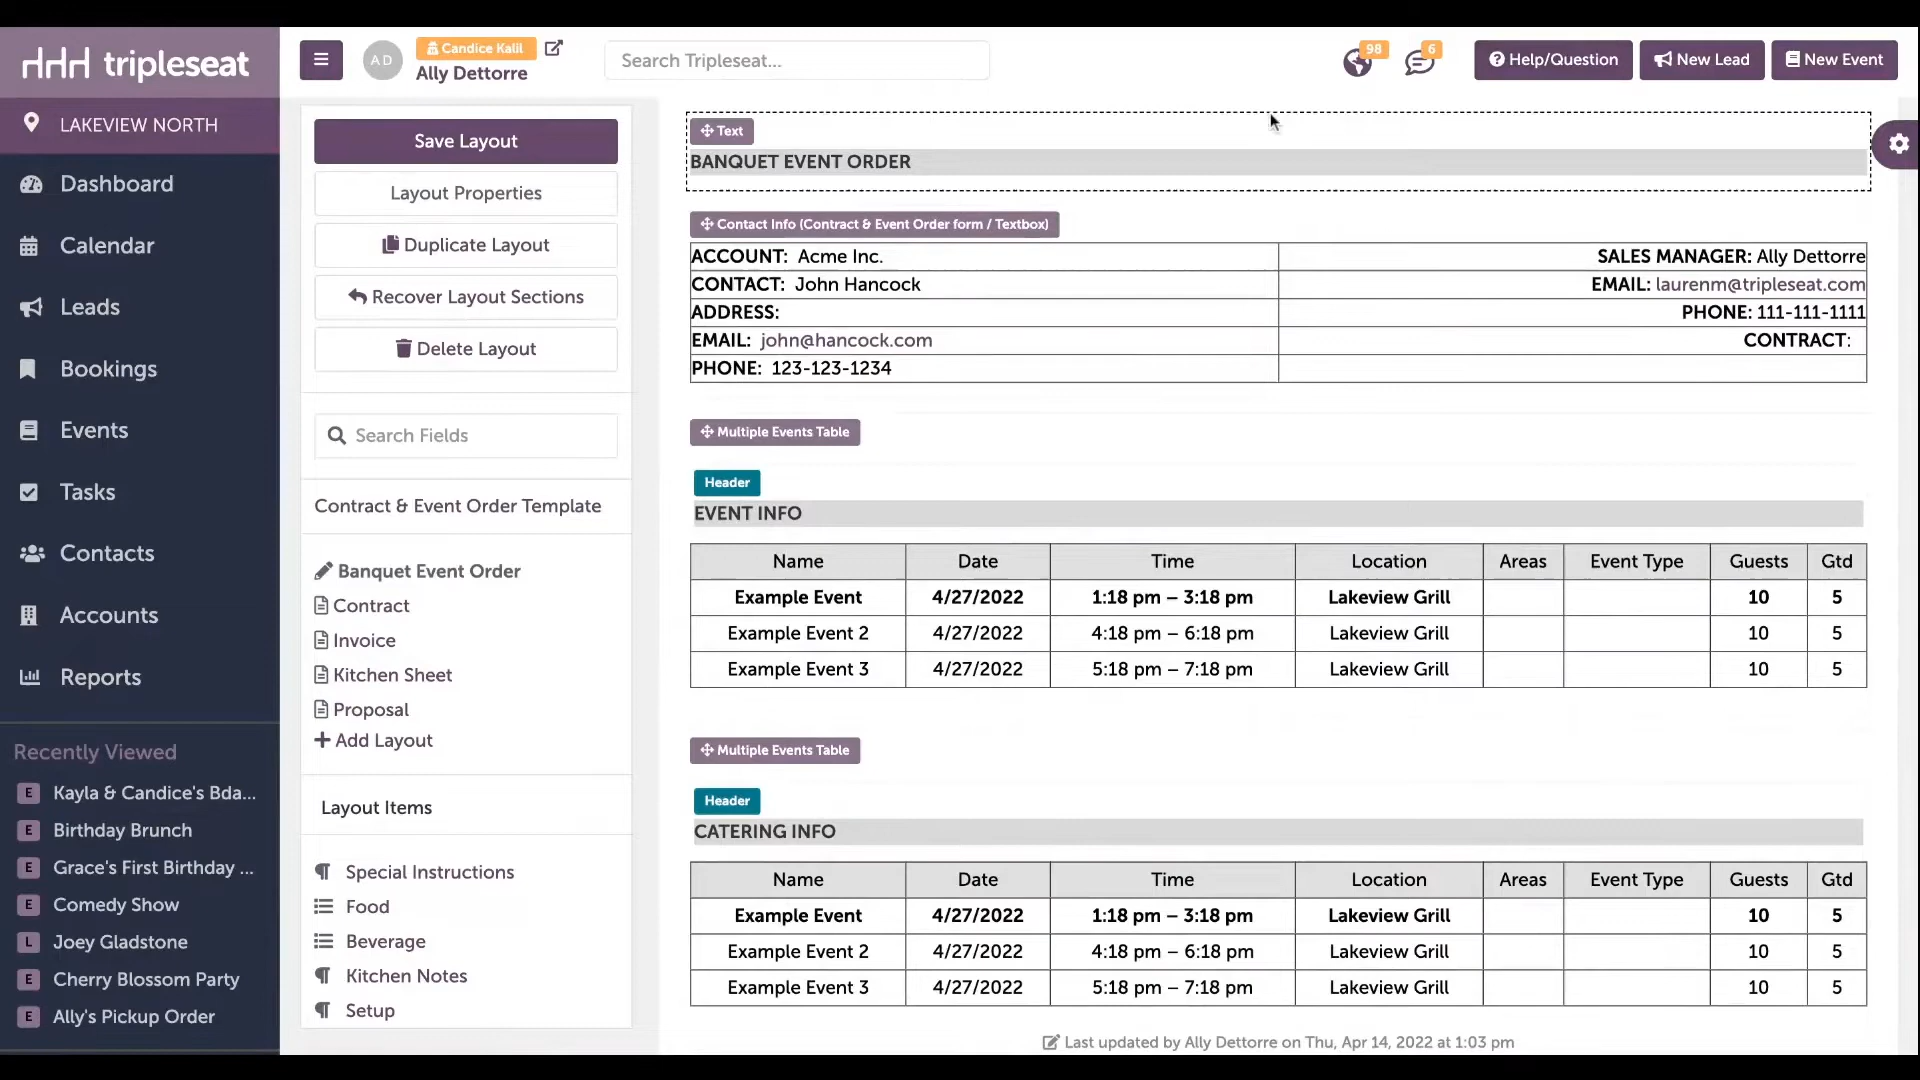 tripleseat
LAKEVIEW NORTH
Dashboard
Calendar
Leads
Bookings
Events
Tasks
Contacts
Accounts
Reports
Recently Viewed
E Kayla & Candice's Bda...
E Birthday Brunch
E Grace's First Birthday ...
E Comedy Show
L Joey Gladstone
E Cherry Blossom Party
E Ally's Pickup Order
AD
Candice Kalil
Ally Dettorre
Search Tripleseat...
98
6
Help/Question
New Lead
New Event
Save Layout
Layout Properties
Duplicate Layout
Recover Layout Sections
Delete Layout
Search Fields
Contract & Event Order Template
Banquet Event Order
Contract
Invoice
Kitchen Sheet
Proposal
Add Layout
Layout Items
Special Instructions
Food
Beverage
Kitchen Notes
Setup
Text
BANQUET EVENT ORDER
Contact Info (Contract & Event Order form / Textbox)
ACCOUNT: Acme Inc. SALES MANAGER: Ally Dettorre
CONTACT: John Hancock EMAIL: laurenm@tripleseat.com
ADDRESS: PHONE: 111-111-1111
EMAIL: john@hancock.com CONTRACT:
PHONE: 123-123-1234
Multiple Events Table
Header
EVENT INFO
Name Date Time Location Areas Event Type Guests Gtd
Example Event 4/27/2022 1:18 pm – 3:18 pm Lakeview Grill 10 5
Example Event 2 4/27/2022 4:18 pm – 6:18 pm Lakeview Grill 10 5
Example Event 3 4/27/2022 5:18 pm – 7:18 pm Lakeview Grill 10 5
Multiple Events Table
Header
CATERING INFO
Name Date Time Location Areas Event Type Guests Gtd
Example Event 4/27/2022 1:18 pm – 3:18 pm Lakeview Grill 10 5
Example Event 2 4/27/2022 4:18 pm – 6:18 pm Lakeview Grill 10 5
Example Event 3 4/27/2022 5:18 pm – 7:18 pm Lakeview Grill 10 5
Last updated by Ally Dettorre on Thu, Apr 14, 2022 at 1:03 pm